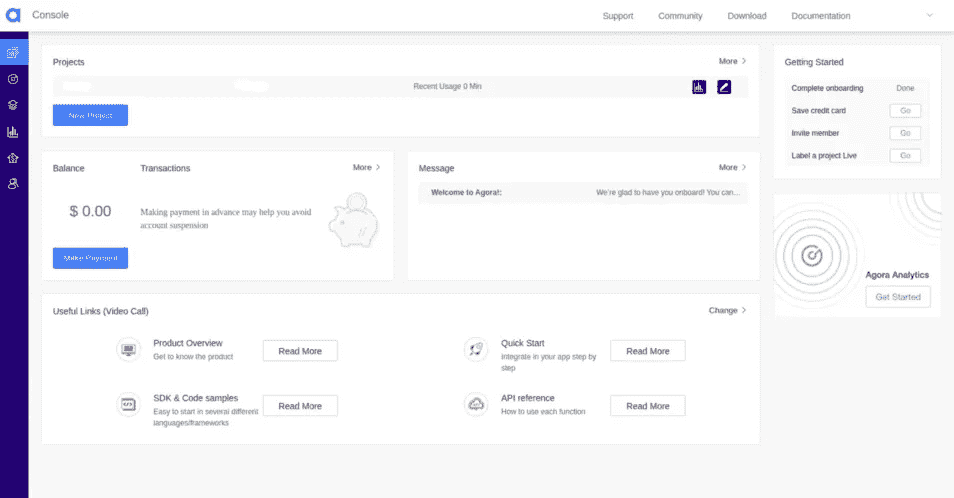 Console
Support
Community
Download
Documentation
Projects
More
Recent Usage 0 Min
New Project
Balance
Transactions
More
$ 0.00
Making payment in advance may help you avoid
account suspension
Make Payment
Message
More
Welcome to Agora!:
We're glad to have you onboard! You can...
Useful Links (Video Call)
Change
Product Overview
Get to know the product
Read More
Quick Start
Integrate in your app step by
step
Read More
SDK & Code samples
Easy to start in several different
languages/frameworks
Read More
API reference
How to use each function
Read More
Getting Started
Complete onboarding
Done
Save credit card
Go
Invite member
Go
Label a project Live
Go
Agora Analytics
Get Started